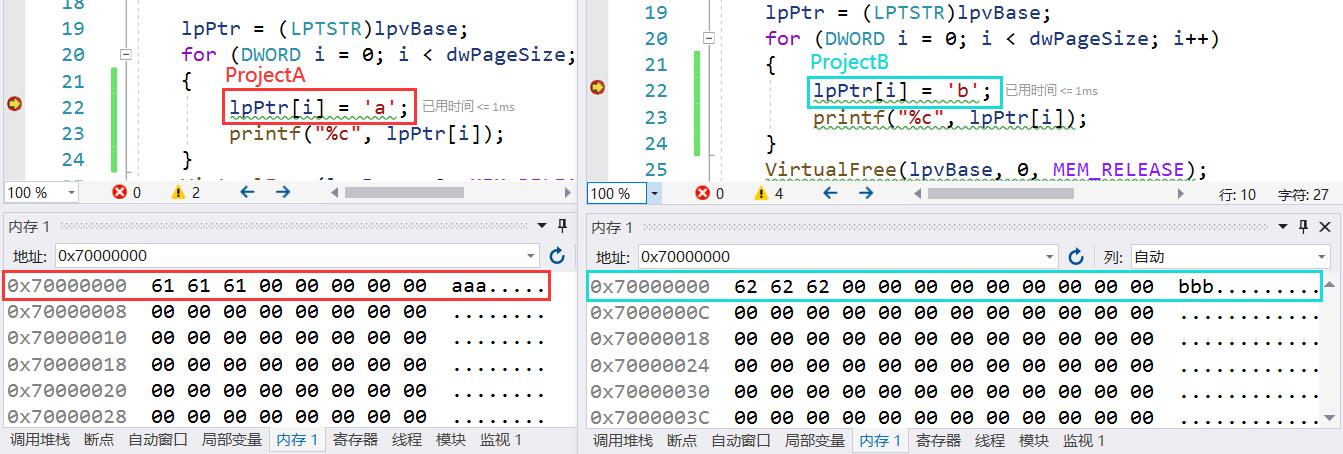 18
19 lpPtr = (LPTSTR)lpvBase;
20 for (DWORD i = 0; i < dwPageSize;
21 { ProjectA
22 lpPtr[i] = 'a'; 已用时间 <= 1ms
23 printf("%c", lpPtr[i]);
24 }
100 % 0 2
内存 1
地址: 0x70000000
0x70000000 61 61 61 00 00 00 00 00 aaa.....
0x70000008 00 00 00 00 00 00 00 00 ........
0x70000010 00 00 00 00 00 00 00 00 ........
0x70000018 00 00 00 00 00 00 00 00 ........
0x70000020 00 00 00 00 00 00 00 00 ........
0x70000028 00 00 00 00 00 00 00 00 ........
调用堆栈 断点 自动窗口 局部变量 内存 1 寄存器 线程 模块 监视 1
19 lpPtr = (LPTSTR)lpvBase;
20 for (DWORD i = 0; i < dwPageSize; i++)
21 { ProjectB
22 lpPtr[i] = 'b'; 已用时间 <= 1ms
23 printf("%c", lpPtr[i]);
24 }
25 VirtualFree(lpvBase, 0, MEM_RELEASE);
100 % 0 4 行: 10 字符: 27
内存 1
地址: 0x70000000 列: 自动
0x70000000 62 62 62 00 00 00 00 00 00 00 00 00 bbb.........
0x7000000C 00 00 00 00 00 00 00 00 00 00 00 00 ............
0x70000018 00 00 00 00 00 00 00 00 00 00 00 00 ............
0x70000024 00 00 00 00 00 00 00 00 00 00 00 00 ............
0x70000030 00 00 00 00 00 00 00 00 00 00 00 00 ............
0x7000003C 00 00 00 00 00 00 00 00 00 00 00 00 ............
调用堆栈 断点 自动窗口 局部变量 内存 1 寄存器 线程 模块 监视 1